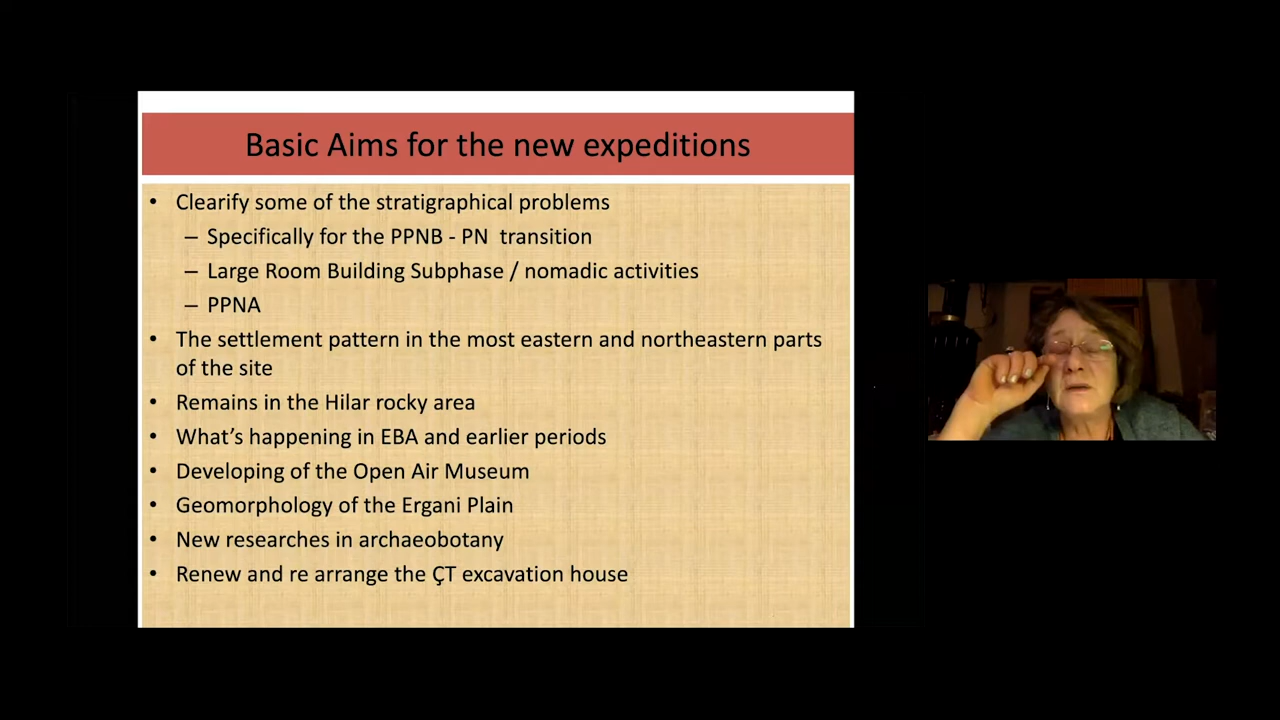 Basic Aims for the new expeditions
• Clearify some of the stratigraphical problems
– Specifically for the PPNB - PN transition
– Large Room Building Subphase / nomadic activities
– PPNA
• The settlement pattern in the most eastern and northeastern parts
of the site
• Remains in the Hilar rocky area
• What's happening in EBA and earlier periods
• Developing of the Open Air Museum
• Geomorphology of the Ergani Plain
• New researches in archaeobotany
• Renew and re arrange the ÇT excavation house